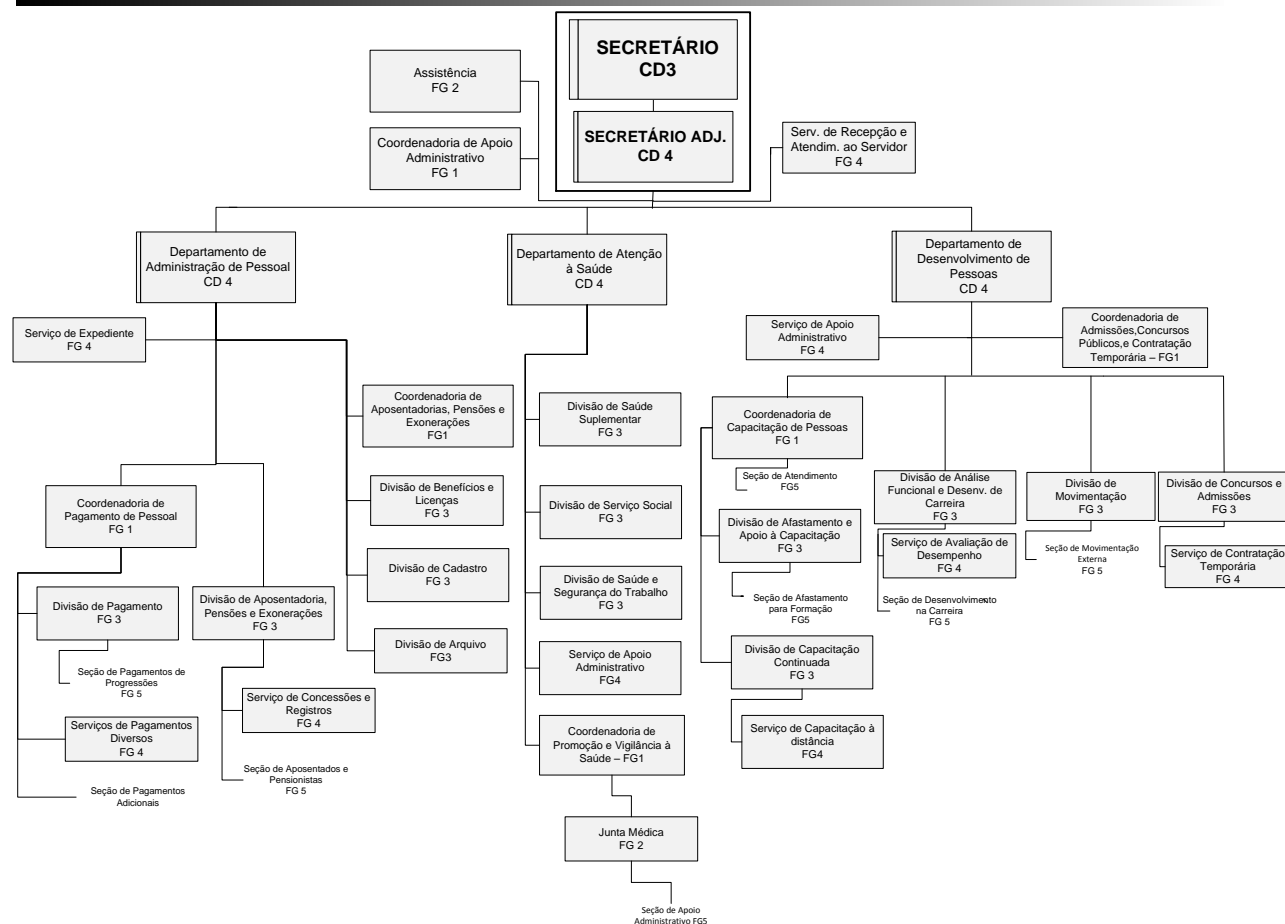 SECRETÁRIO
CD3
SECRETÁRIO ADJ.
CD 4
Assistência
FG 2
Coordenadoria de Apoio
Administrativo
FG 1
Serv. de Recepção e
Atendim. ao Servidor
FG 4
Departamento de
Administração de Pessoal
CD 4
Departamento de Atenção
à Saúde
CD 4
Departamento de
Desenvolvimento de
Pessoas
CD 4
Serviço de Expediente
FG 4
Serviço de Apoio
Administrativo
FG 4
Coordenadoria de
Admissões,Concursos
Públicos,e Contratação
Temporária – FG1
Coordenadoria de
Aposentadorias, Pensões e
Exonerações
FG1
Divisão de Benefícios e
Licenças
FG 3
Divisão de Cadastro
FG 3
Divisão de Arquivo
FG3
Coordenadoria de
Pagamento de Pessoal
FG 1
Divisão de Pagamento
FG 3
Seção de Pagamentos de
Progressões
FG 5
Serviços de Pagamentos
Diversos
FG 4
Seção de Pagamentos
Adicionais
Divisão de Aposentadoria,
Pensões e Exonerações
FG 3
Serviço de Concessões e
Registros
FG 4
Seção de Aposentados e
Pensionistas
FG 5
Divisão de Saúde
Suplementar
FG 3
Divisão de Serviço Social
FG 3
Divisão de Saúde e
Segurança do Trabalho
FG 3
Serviço de Apoio
Administrativo
FG4
Coordenadoria de
Promoção e Vigilância à
Saúde – FG1
Junta Médica
FG 2
Seção de Apoio
Administrativo FG5
Coordenadoria de
Capacitação de Pessoas
FG 1
Seção de Atendimento
FG5
Divisão de Afastamento e
Apoio à Capacitação
FG 3
Seção de Afastamento
para Formação
FG5
Divisão de Capacitação
Continuada
FG 3
Serviço de Capacitação à
distância
FG4
Divisão de Análise
Funcional e Desenv. de
Carreira
FG 3
Serviço de Avaliação de
Desempenho
FG 4
Seção de Desenvolvimento
na Carreira
FG 5
Divisão de
Movimentação
FG 3
Seção de Movimentação
Externa
FG 5
Divisão de Concursos e
Admissões
FG 3
Serviço de Contratação
Temporária
FG 4